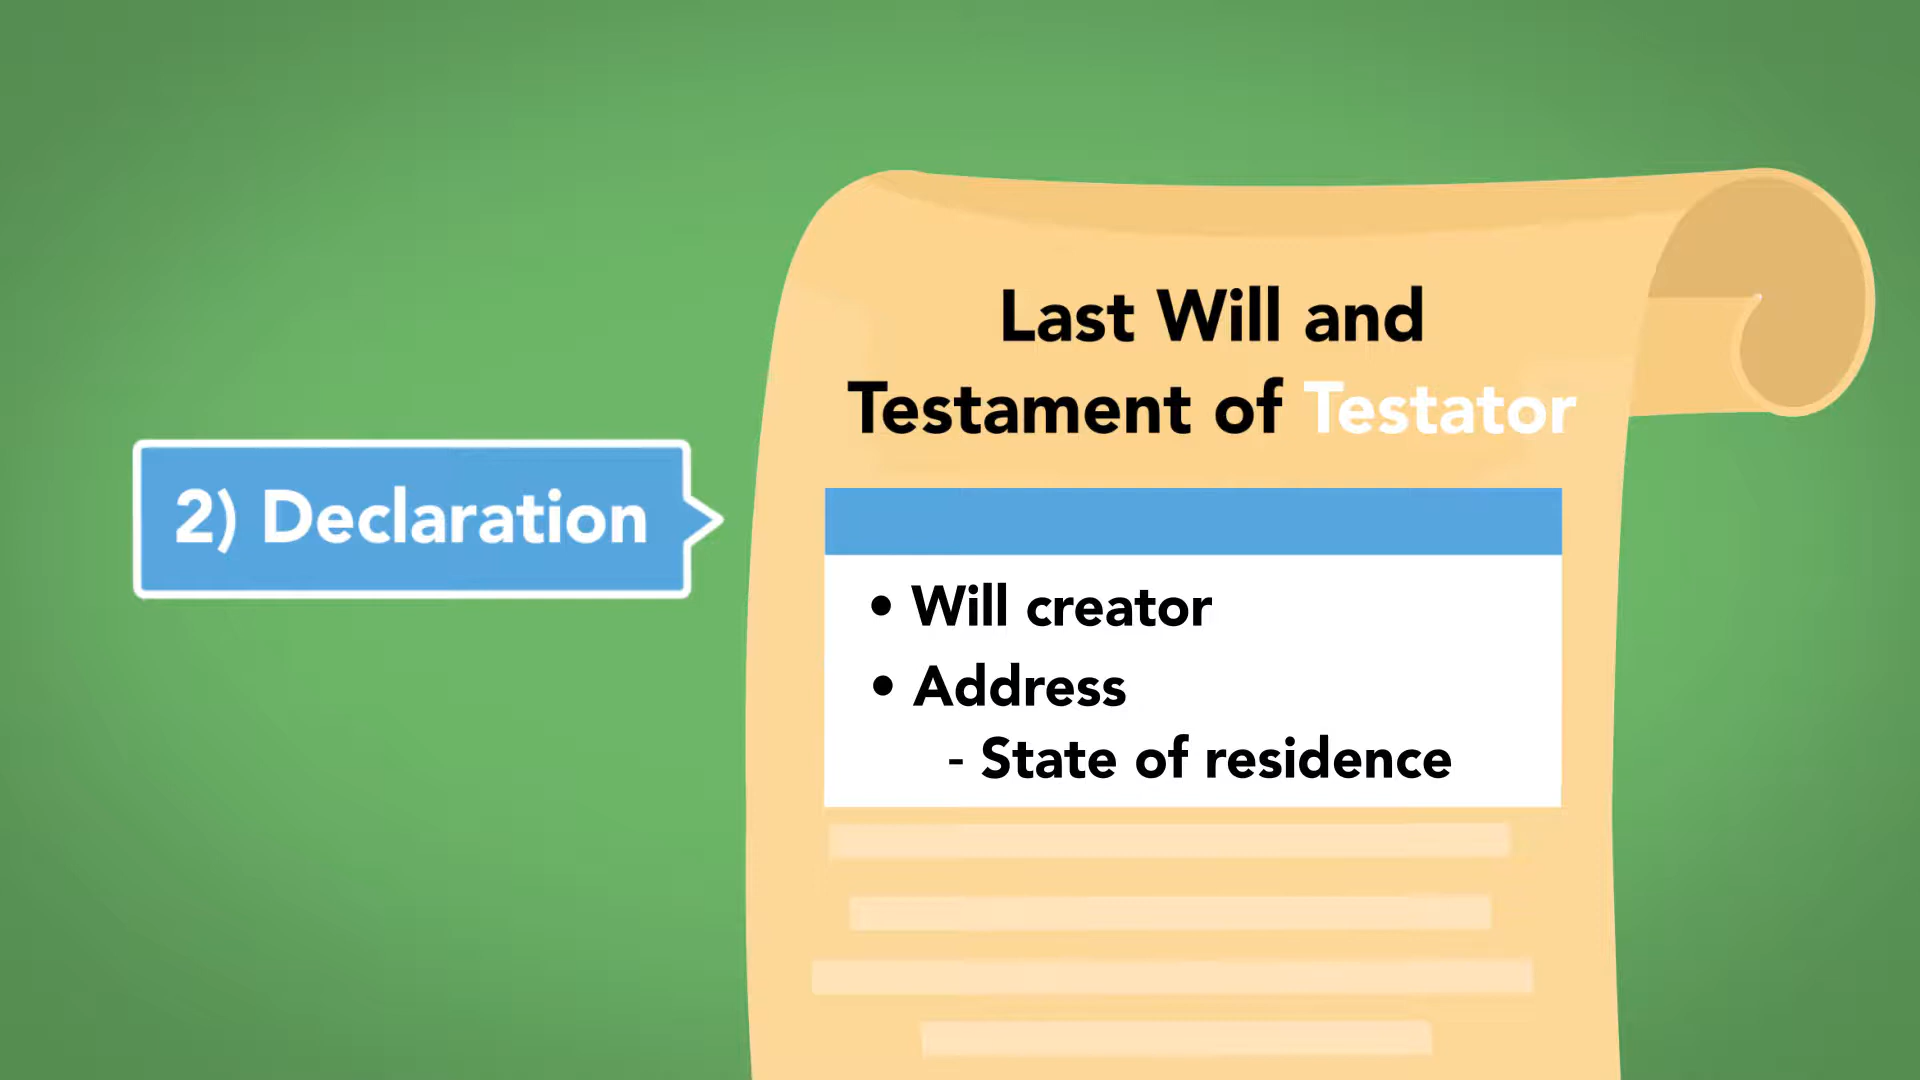 Last Will and
Testament of Testator
2) Declaration
• Will creator
• Address
- State of residence